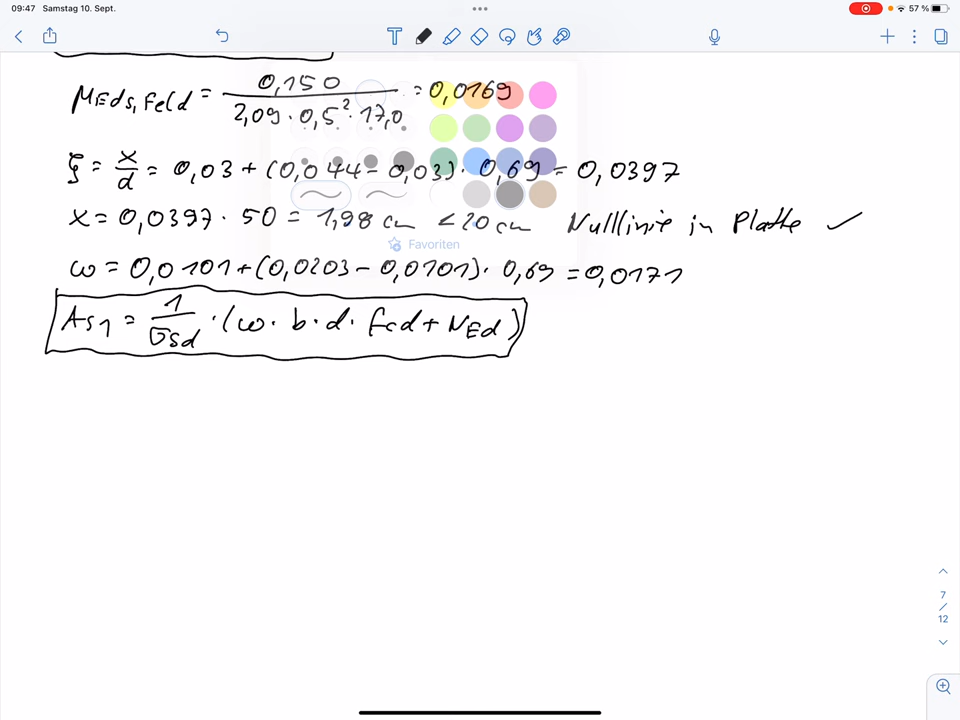 09:47 Samstag 10. Sept. 57 %
μEds,Feld = 0,150 / 2,09 · 0,5² · 17,0 = 0,0169
ξ = x/d = 0,03 + (0,044 - 0,03) · 0,69 = 0,0397
x = 0,0397 · 50 = 1,98 cm < 20 cm Nulllinie in Platte ✓
Favoriten
ω = 0,0101 + (0,0203 - 0,0101) · 0,69 = 0,0171
As1 = 1/σsd · (ω · b · d · fcd + NEd)
7
/
12